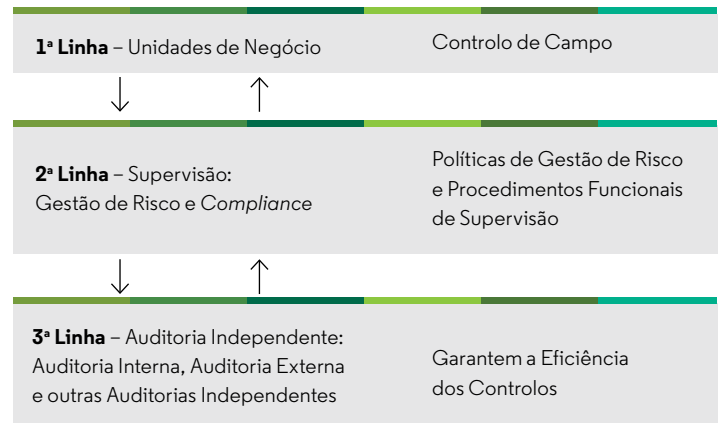 1ª Linha – Unidades de Negócio
Controlo de Campo
2ª Linha – Supervisão:
Gestão de Risco e Compliance
Políticas de Gestão de Risco
e Procedimentos Funcionais
de Supervisão
3ª Linha – Auditoria Independente:
Auditoria Interna, Auditoria Externa
e outras Auditorias Independentes
Garantem a Eficiência
dos Controlos